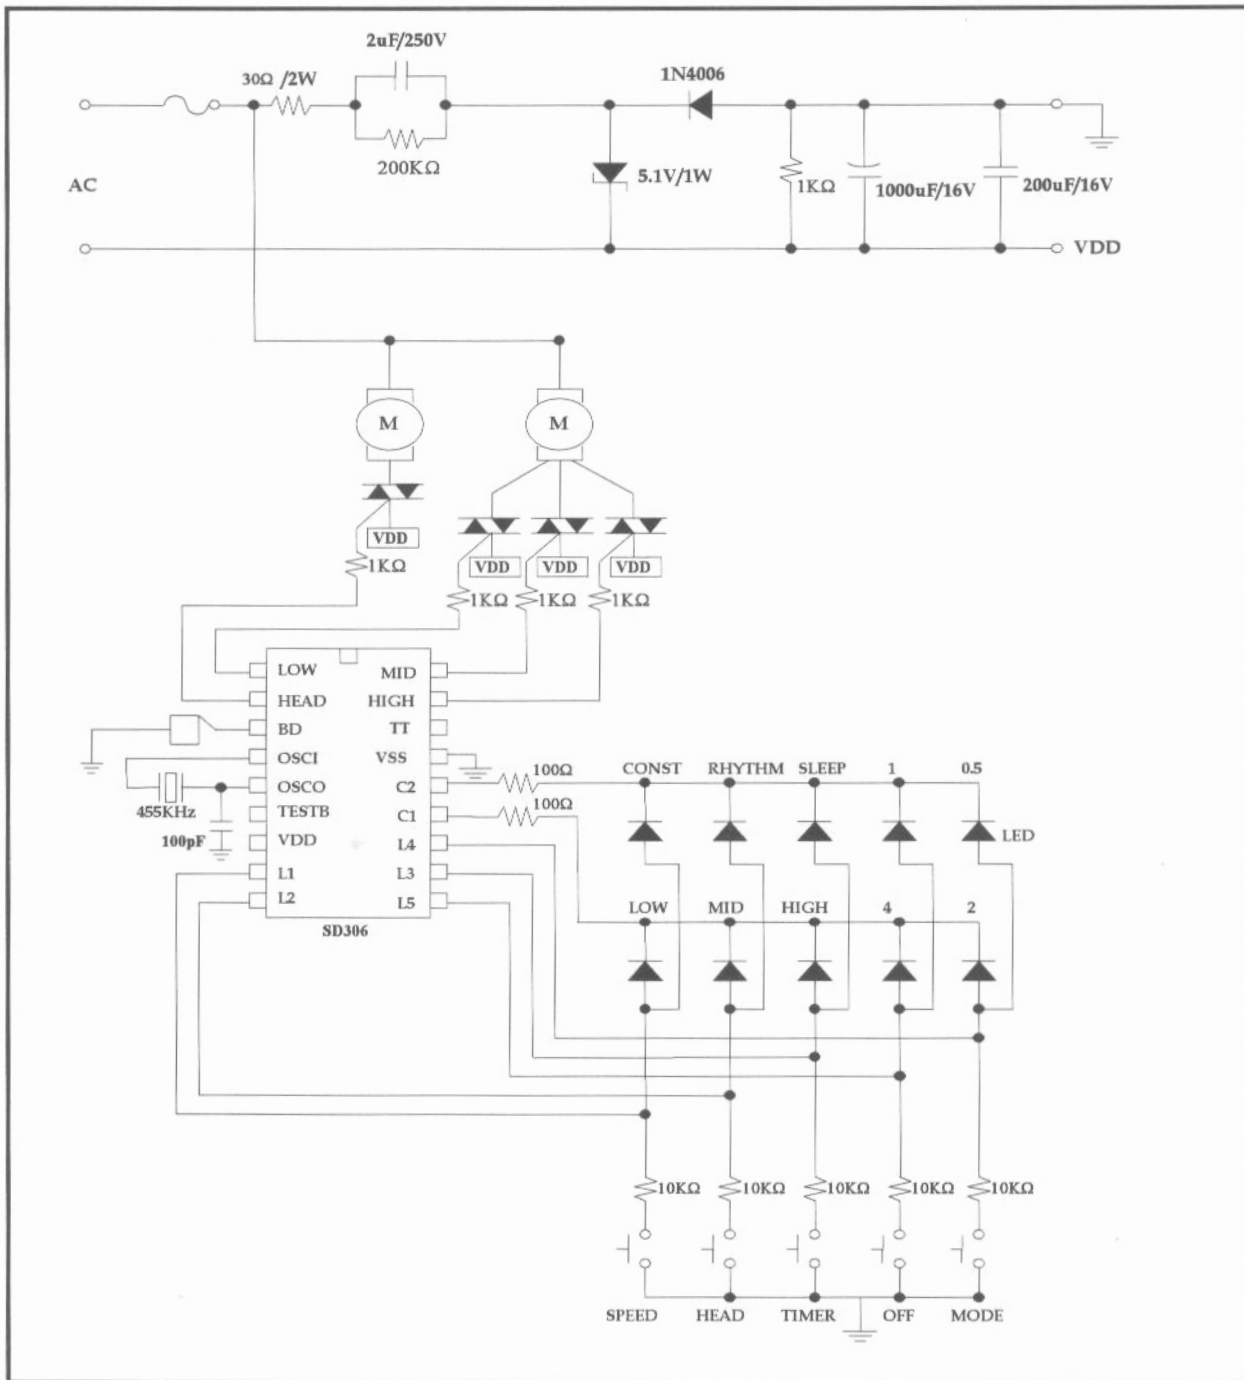 2uF/250V
30Ω /2W
1N4006
200KΩ
5.1V/1W
1KΩ
1000uF/16V
200uF/16V
AC
VDD
M
M
VDD
VDD
VDD
VDD
1KΩ
1KΩ
1KΩ
1KΩ
LOW
MID
HEAD
HIGH
BD
TT
OSCI
VSS
OSCO
C2
TESTB
C1
VDD
L4
L1
L3
L2
L5
SD306
455KHz
100pF
100Ω
100Ω
CONST
RHYTHM
SLEEP
1
0.5
LED
LOW
MID
HIGH
4
2
10KΩ
10KΩ
10KΩ
10KΩ
10KΩ
SPEED
HEAD
TIMER
OFF
MODE